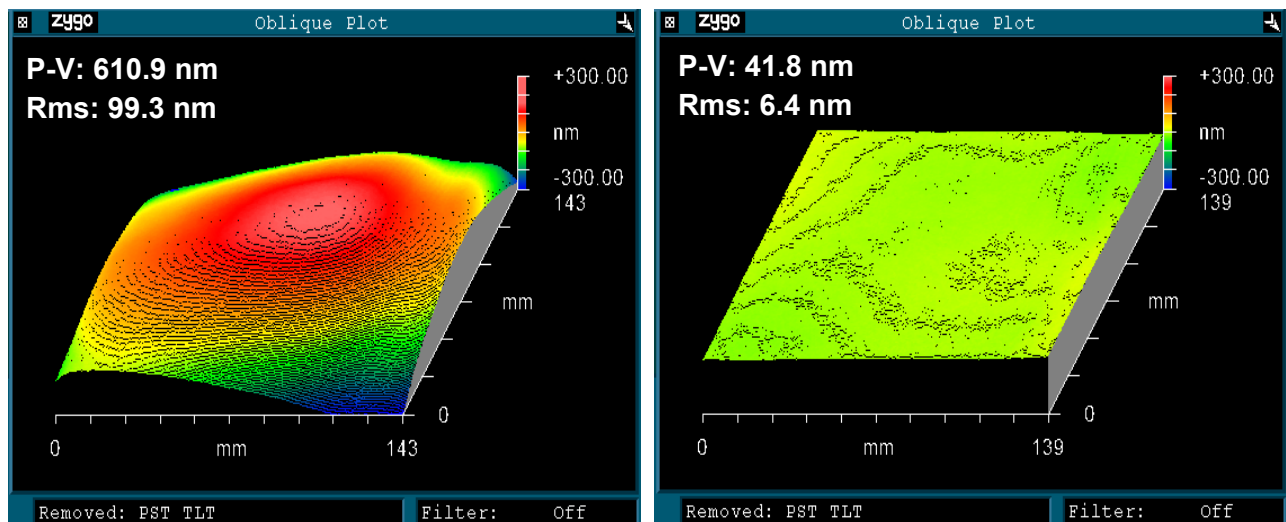 zygo
Oblique Plot
P-V: 610.9 nm
Rms: 99.3 nm
+300.00
nm
-300.00
143
mm
0
0
mm
143
Removed: PST TLT
Filter: Off
zygo
Oblique Plot
P-V: 41.8 nm
Rms: 6.4 nm
+300.00
nm
-300.00
139
mm
0
0
mm
139
Removed: PST TLT
Filter: Off